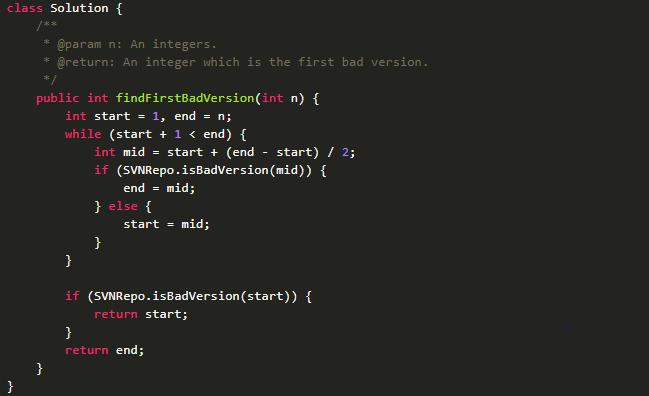 class Solution {
    /**
     * @param n: An integers.
     * @return: An integer which is the first bad version.
     */
    public int findFirstBadVersion(int n) {
        int start = 1, end = n;
        while (start + 1 < end) {
            int mid = start + (end - start) / 2;
            if (SVNRepo.isBadVersion(mid)) {
                end = mid;
            } else {
                start = mid;
            }
        }

        if (SVNRepo.isBadVersion(start)) {
            return start;
        }
        return end;
    }
}